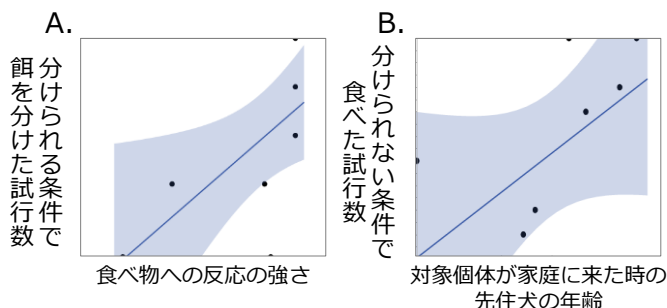 A.
分けられる条件で
餌を分けた試行数
食べ物への反応の強さ
B.
分けられない条件で
食べた試行数
対象個体が家庭に来た時の
先住犬の年齢